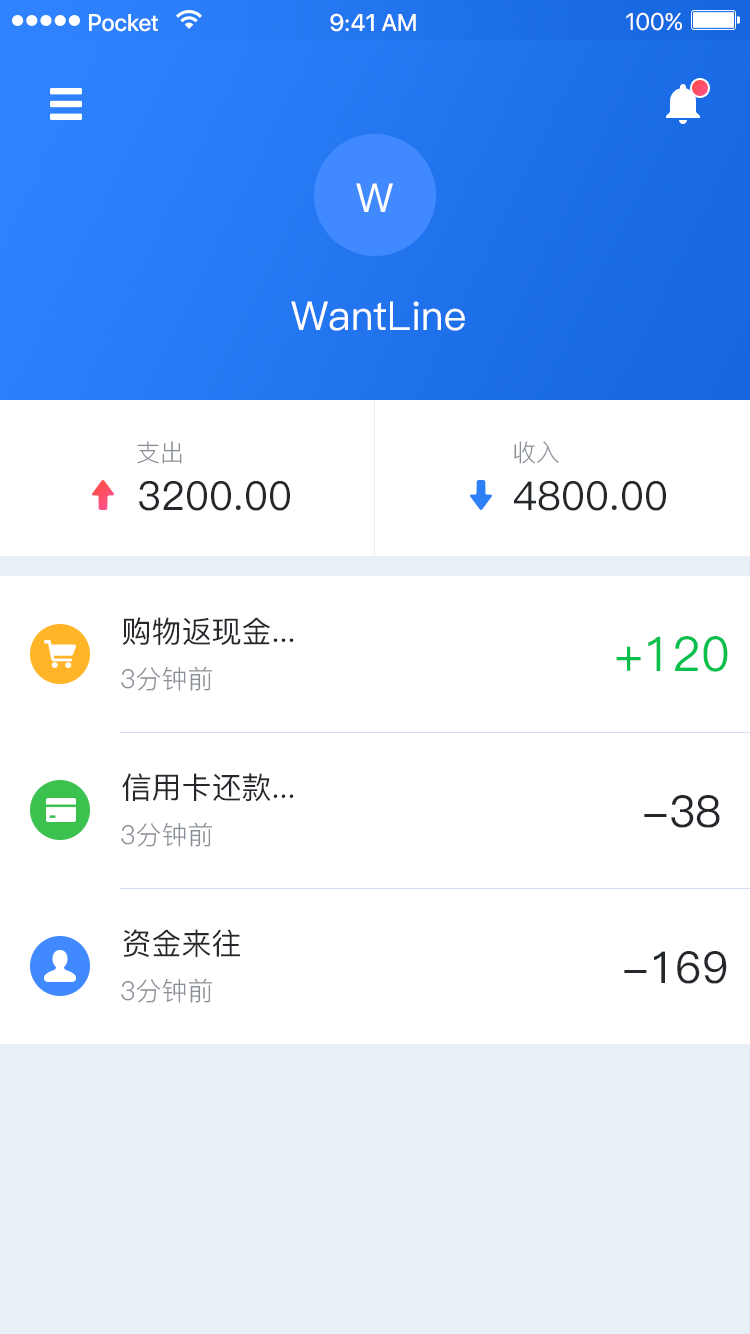 Pocket 9:41 AM 100%
W
WantLine
支出 收入
3200.00 4800.00
购物返现金...
3分钟前
+120
信用卡还款...
3分钟前
–38
资金来往
3分钟前
–169